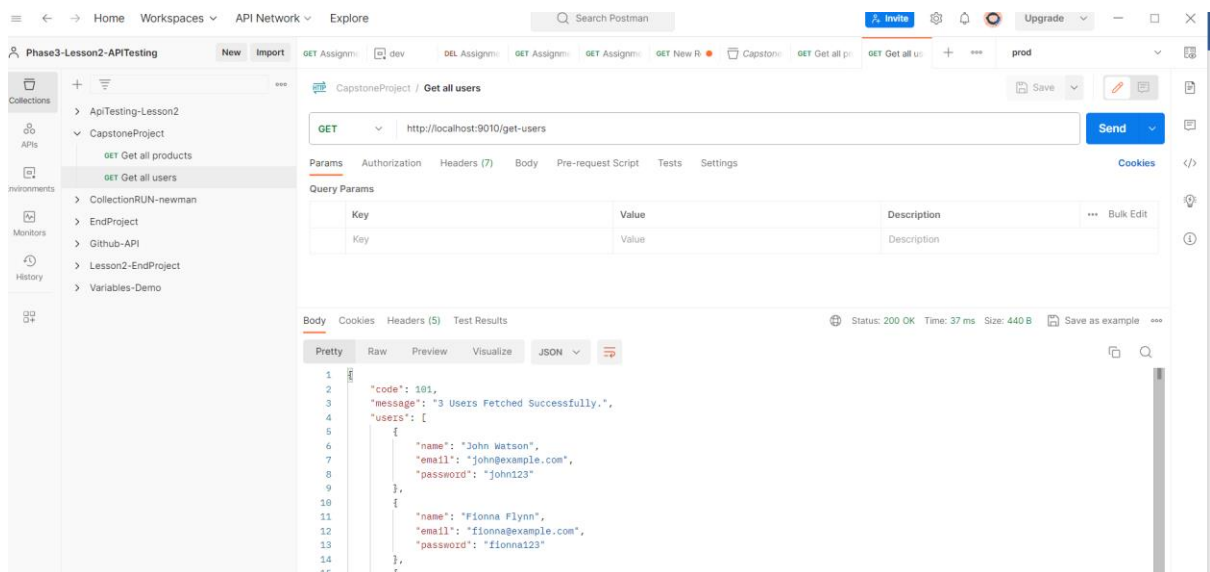 Home Workspaces API Network Explore Search Postman Invite Upgrade
Phase3-Lesson2-APITesting New Import GET Assignm dev DEL Assignm GET Assignm GET Assignm GET New R CapstoneP GET Get all p GET Get all us prod
Collections
ApiTesting-Lesson2
CapstoneProject
GET Get all products
GET Get all users
CollectionRUN-newman
EndProject
Github-API
Lesson2-EndProject
Variables-Demo
APIs
nvironments
Monitors
History
HTTP CapstoneProject / Get all users Save
GET http://localhost:9010/get-users Send
Params Authorization Headers (7) Body Pre-request Script Tests Settings Cookies
Query Params
Key Value Description Bulk Edit
Key Value Description
Body Cookies Headers (5) Test Results Status: 200 OK Time: 37 ms Size: 440 B Save as example
Pretty Raw Preview Visualize JSON
1 {
2 "code": 101,
3 "message": "3 Users Fetched Successfully.",
4 "users": [
5 {
6 "name": "John Watson",
7 "email": "john@example.com",
8 "password": "john123"
9 },
10 {
11 "name": "Fionna Flynn",
12 "email": "fionna@example.com",
13 "password": "fionna123"
14 },